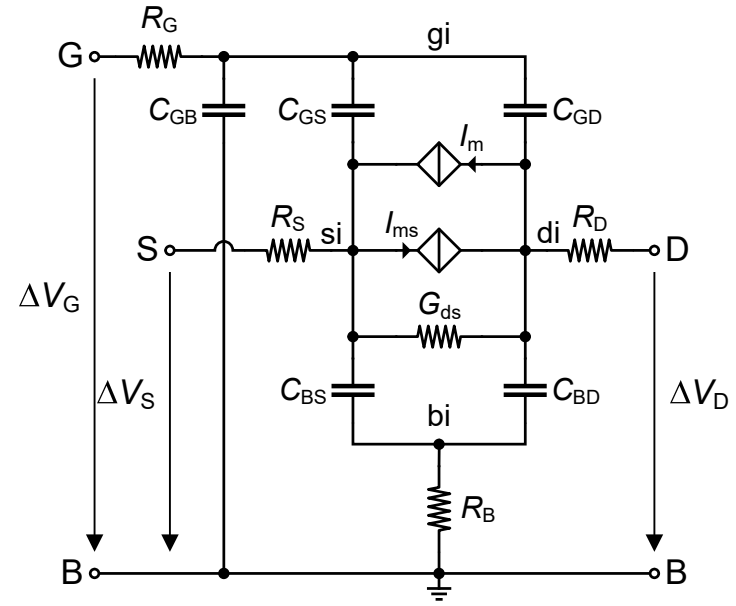 R_G
G
gi
C_GB
C_GS
C_GD
I_m
S
R_S
si
I_ms
di
R_D
D
ΔV_G
G_ds
ΔV_S
C_BS
C_BD
ΔV_D
bi
R_B
B
B